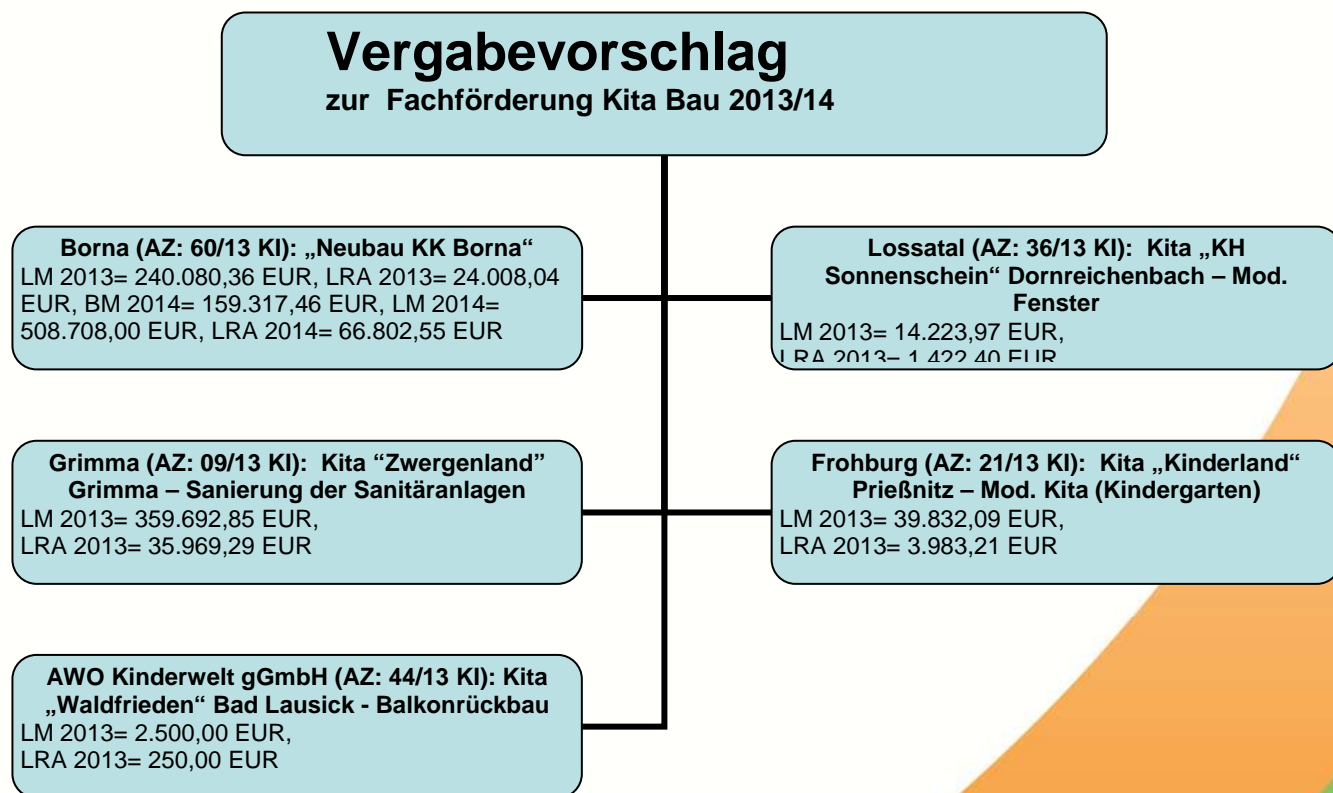 Vergabevorschlag
zur Fachförderung Kita Bau 2013/14
Borna (AZ: 60/13 KI): „Neubau KK Borna“
LM 2013= 240.080,36 EUR, LRA 2013= 24.008,04
EUR, BM 2014= 159.317,46 EUR, LM 2014=
508.708,00 EUR, LRA 2014= 66.802,55 EUR
Lossatal (AZ: 36/13 KI): Kita „KH
Sonnenschein“ Dornreichenbach – Mod.
Fenster
LM 2013= 14.223,97 EUR,
LRA 2013= 1.422,40 EUR
Grimma (AZ: 09/13 KI): Kita “Zwergenland”
Grimma – Sanierung der Sanitäranlagen
LM 2013= 359.692,85 EUR,
LRA 2013= 35.969,29 EUR
Frohburg (AZ: 21/13 KI): Kita „Kinderland“
Prießnitz – Mod. Kita (Kindergarten)
LM 2013= 39.832,09 EUR,
LRA 2013= 3.983,21 EUR
AWO Kinderwelt gGmbH (AZ: 44/13 KI): Kita
„Waldfrieden“ Bad Lausick - Balkonrückbau
LM 2013= 2.500,00 EUR,
LRA 2013= 250,00 EUR